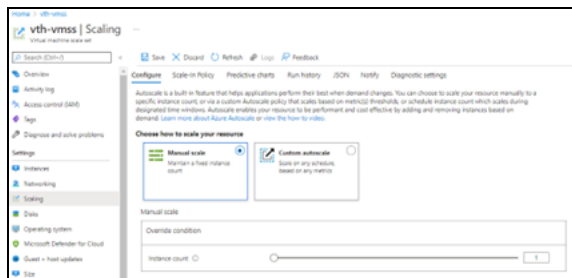 Home > vth-vmss
vth-vmss | Scaling ...
Virtual machine scale set
Search (Ctrl+/)
Save Discard Refresh Logs Feedback
Overview
Activity log
Access control (IAM)
Tags
Diagnose and solve problems
Settings
Instances
Networking
Scaling
Disks
Operating system
Microsoft Defender for Cloud
Guest + host updates
Size
Configure Scale-In Policy Predictive charts Run history JSON Notify Diagnostic settings
Autoscale is a built-in feature that helps applications perform their best when demand changes. You can choose to scale your resource manually to a
specific instance count, or via a custom Autoscale policy that scales based on metric(s) thresholds, or schedule instance count which scales during
designated time windows. Autoscale enables your resource to be performant and cost effective by adding and removing instances based on
demand. Learn more about Azure Autoscale or view the how-to video.
Choose how to scale your resource
Manual scale
Maintain a fixed instance
count
Custom autoscale
Scale on any schedule,
based on any metrics
Manual scale
Override condition
Instance count
1